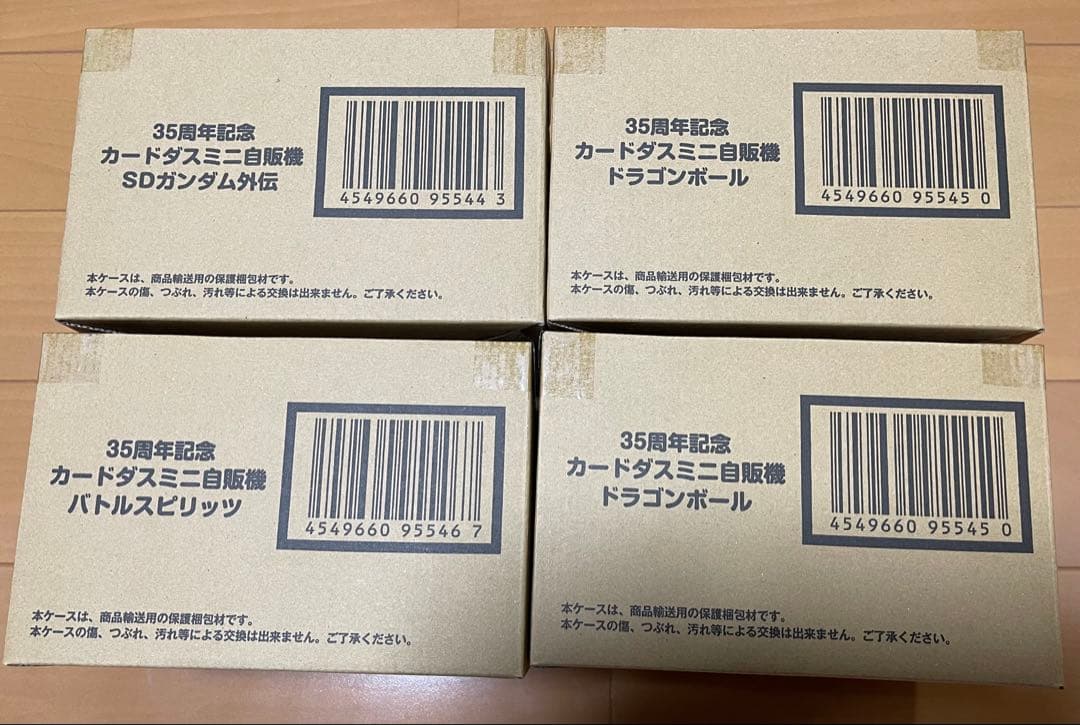 35周年記念
カードダスミニ自販機
SDガンダム外伝
4549660 95544 3
本ケースは、商品輸送用の保護梱包材です。
本ケースの傷、つぶれ、汚れ等による交換は出来ません。ご了承ください。
35周年記念
カードダスミニ自販機
ドラゴンボール
4549660 95545 0
本ケースは、商品輸送用の保護梱包材です。
本ケースの傷、つぶれ、汚れ等による交換は出来ません。ご了承ください。
35周年記念
カードダスミニ自販機
バトルスピリッツ
4549660 95546 7
本ケースは、商品輸送用の保護梱包材です。
本ケースの傷、つぶれ、汚れ等による交換は出来ません。ご了承ください。
35周年記念
カードダスミニ自販機
ドラゴンボール
4549660 95545 0
本ケースは、商品輸送用の保護梱包材です。
本ケースの傷、つぶれ、汚れ等による交換は出来ません。ご了承ください。